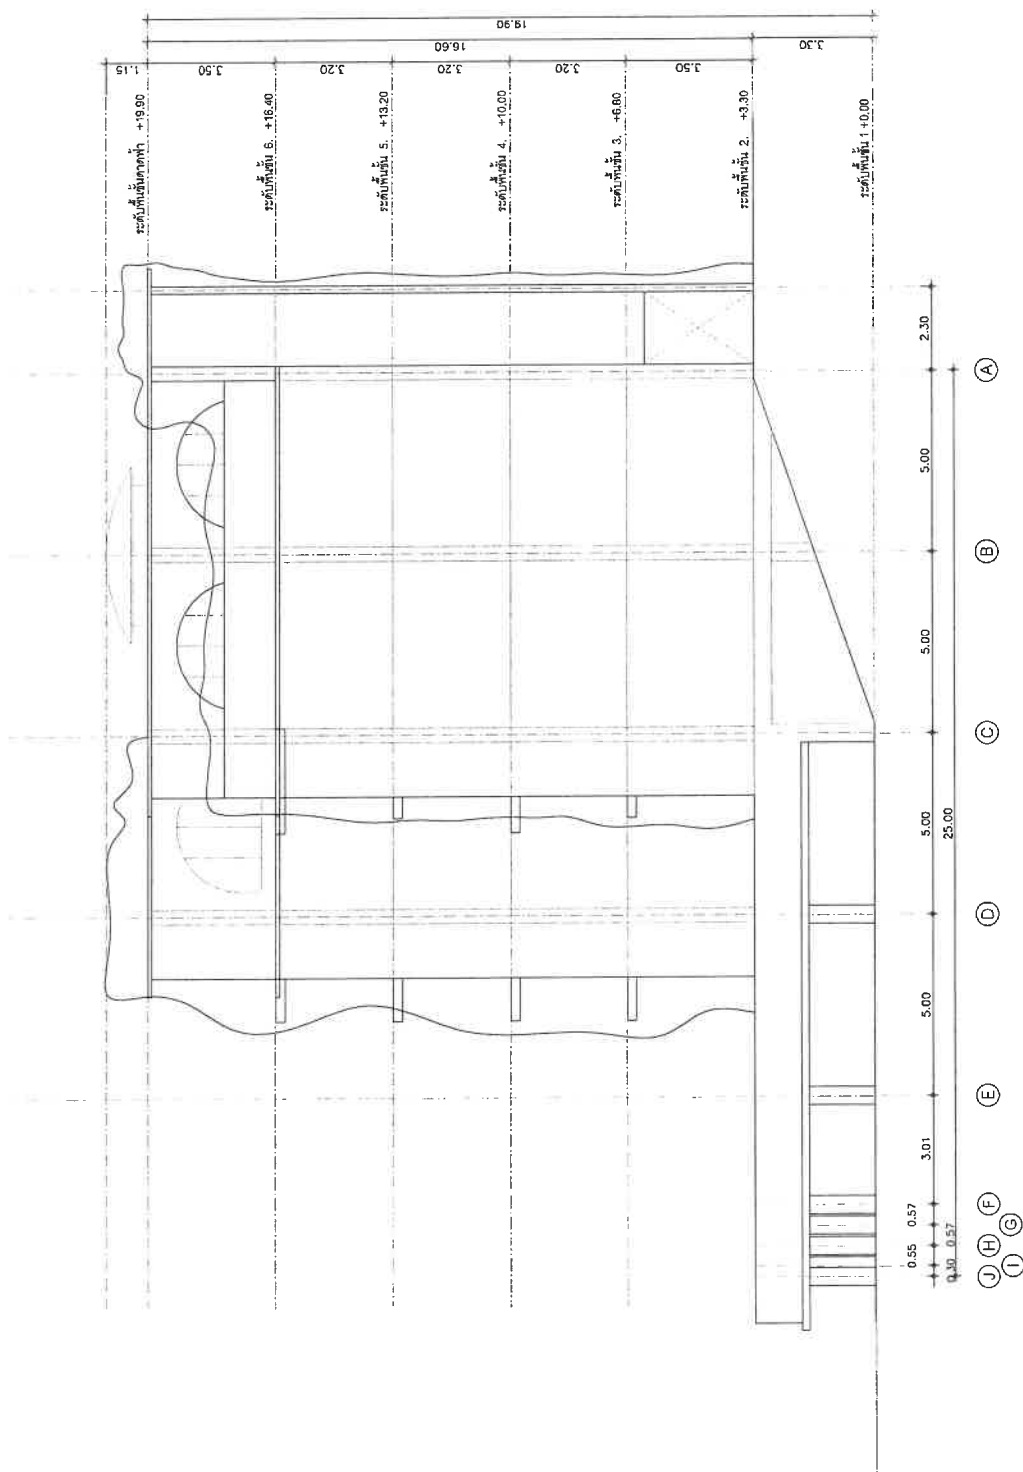 19.90
16.60
3.30
1.15
3.50
3.20
3.20
3.20
3.50
ระดับพื้นชั้นดาดฟ้า +19.90
ระดับพื้นชั้น 6. +16.40
ระดับพื้นชั้น 5. +13.20
ระดับพื้นชั้น 4. +10.00
ระดับพื้นชั้น 3. +6.80
ระดับพื้นชั้น 2. +3.30
ระดับพื้นชั้น 1 +0.00
2.30
5.00
5.00
5.00
5.00
3.01
0.57
0.55
25.00
0.57
0.30
A
B
C
D
E
F
G
H
I
J